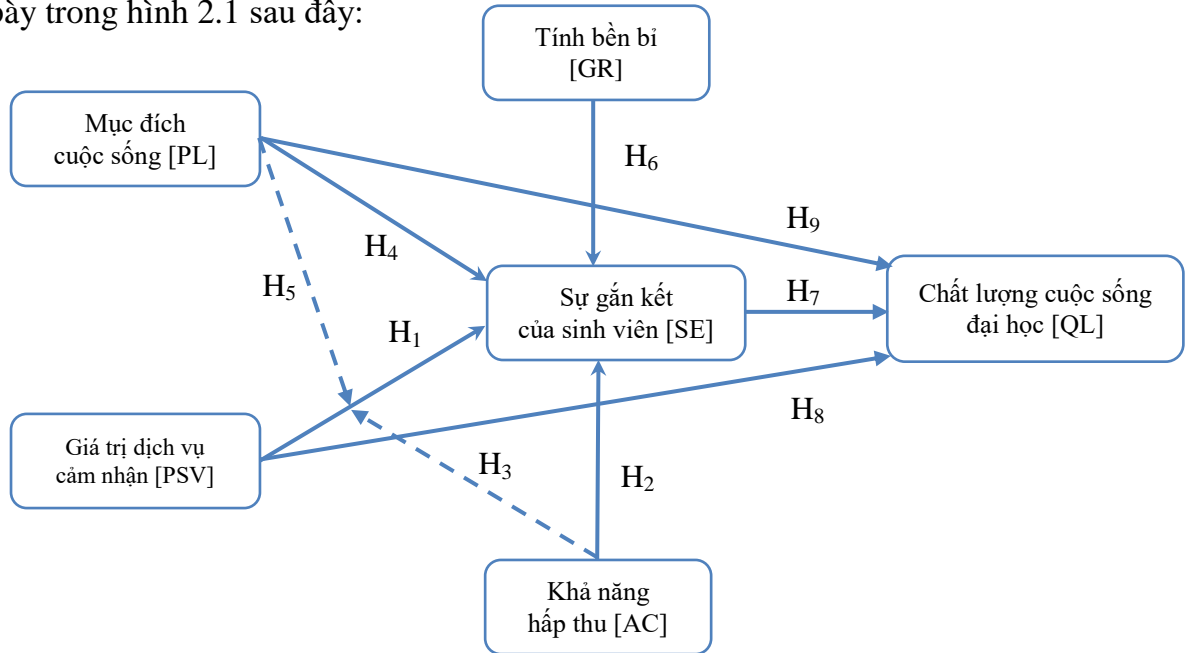 bày trong hình 2.1 sau đây:
Tính bền bỉ
[GR]
Mục đích
cuộc sống [PL]
H6
H9
H4
H5
Sự gắn kết
của sinh viên [SE]
H7
Chất lượng cuộc sống
đại học [QL]
H1
H8
Giá trị dịch vụ
cảm nhận [PSV]
H3
H2
Khả năng
hấp thu [AC]